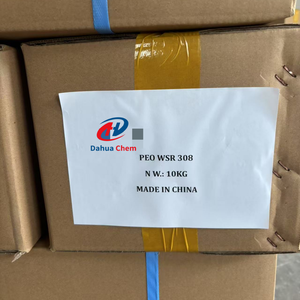 Dahua Chem
PEO WSR 308
N W.: 10KG
MADE IN CHINA